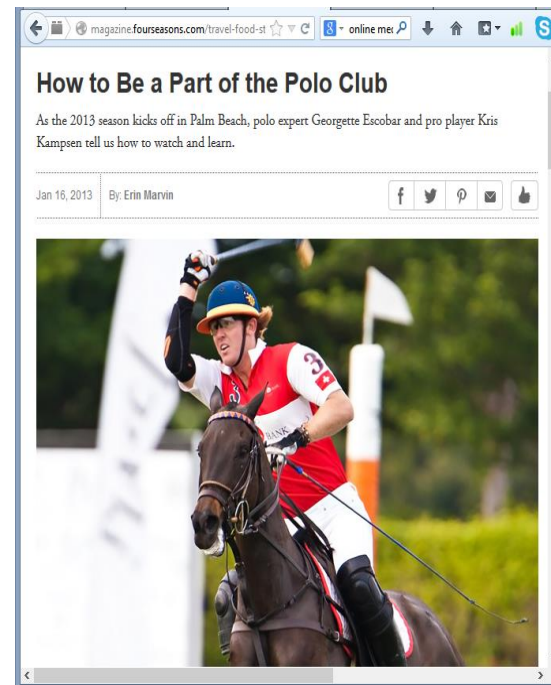 magazine.fourseasons.com/travel-food-st
8
online mec
S
How to Be a Part of the Polo Club
As the 2013 season kicks off in Palm Beach, polo expert Georgette Escobar and pro player Kris
Kampsen tell us how to watch and learn.
Jan 16, 2013
By: Erin Marvin
3
BANK